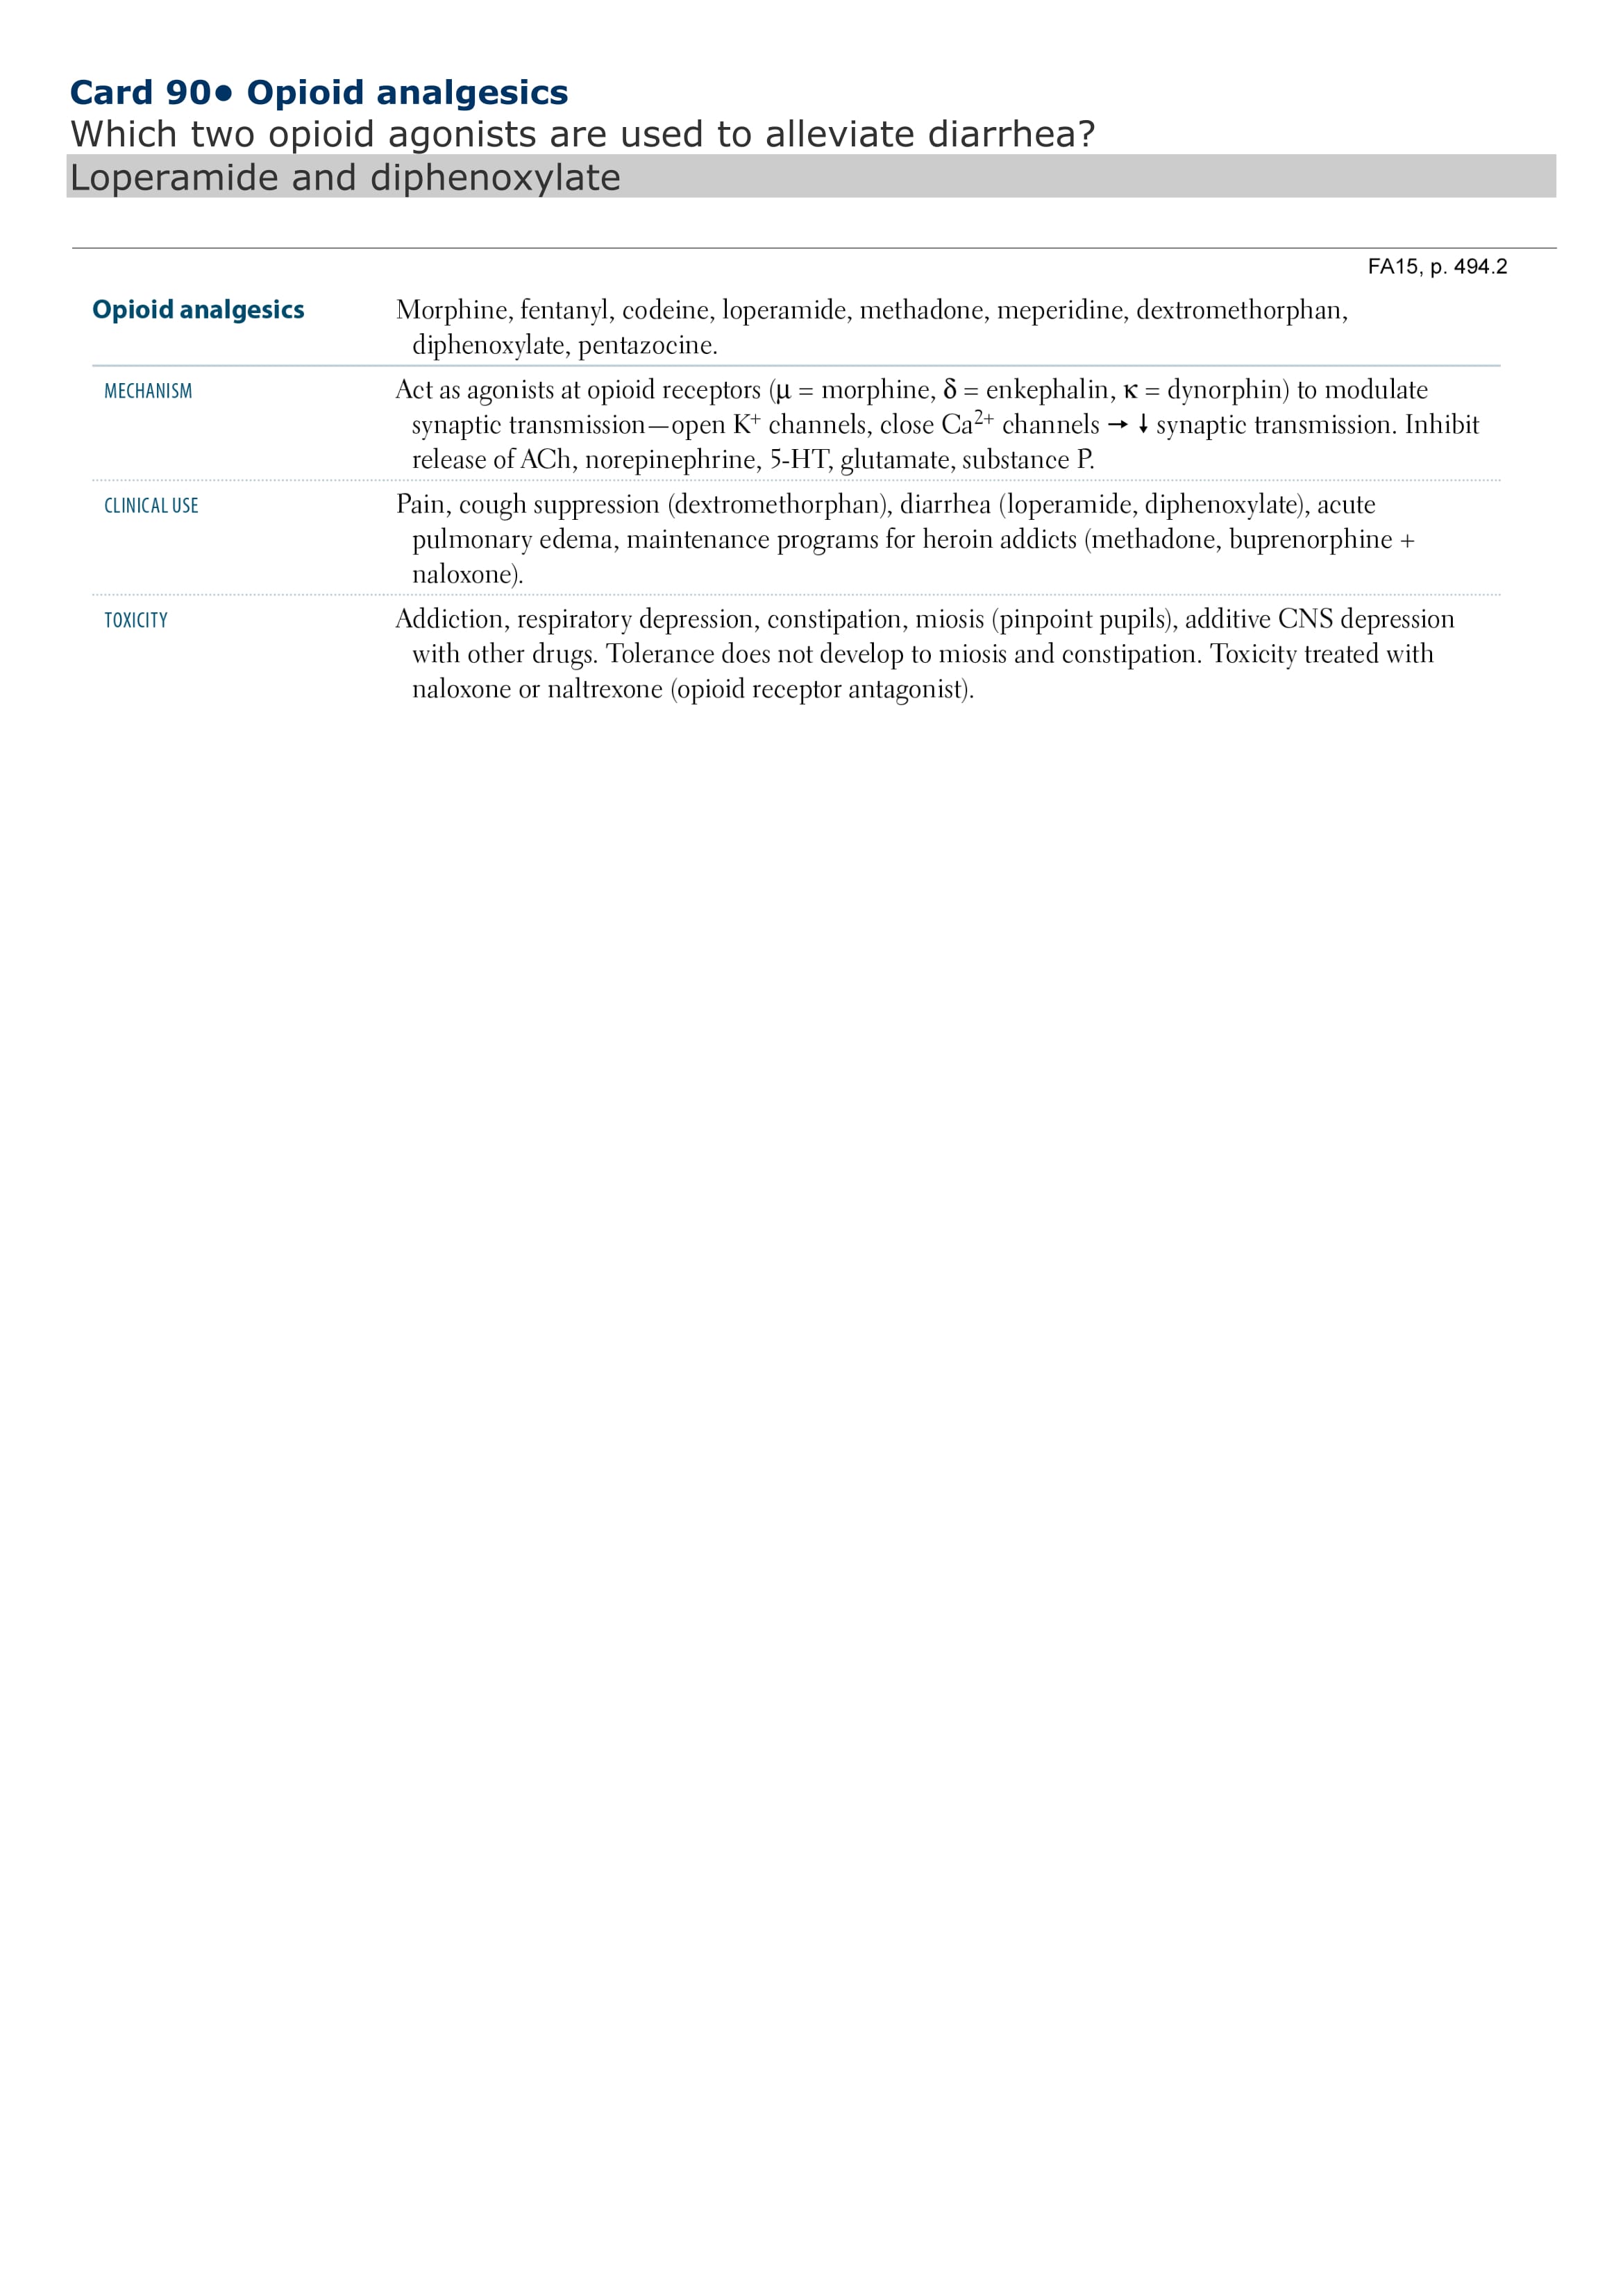 Card 90● Opioid analgesics
Which two opioid agonists are used to alleviate diarrhea?
Loperamide and diphenoxylate
FA15, p. 494.2
Opioid analgesics Morphine, fentanyl, codeine, loperamide, methadone, meperidine, dextromethorphan,
diphenoxylate, pentazocine.
MECHANISM Act as agonists at opioid receptors (μ = morphine, δ = enkephalin, κ = dynorphin) to modulate
synaptic transmission—open K⁺ channels, close Ca²⁺ channels → ↓ synaptic transmission. Inhibit
release of ACh, norepinephrine, 5-HT, glutamate, substance P.
CLINICAL USE Pain, cough suppression (dextromethorphan), diarrhea (loperamide, diphenoxylate), acute
pulmonary edema, maintenance programs for heroin addicts (methadone, buprenorphine +
naloxone).
TOXICITY Addiction, respiratory depression, constipation, miosis (pinpoint pupils), additive CNS depression
with other drugs. Tolerance does not develop to miosis and constipation. Toxicity treated with
naloxone or naltrexone (opioid receptor antagonist).